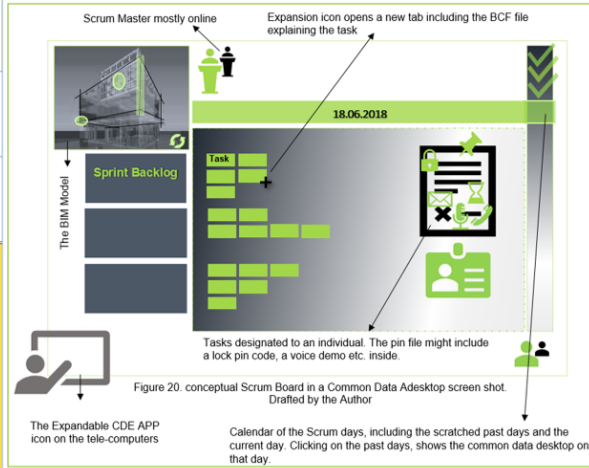 Scrum Master mostly online
Expansion icon opens a new tab including the BCF file
explaining the task
18.06.2018
Task
Sprint Backlog
The BIM Model
Tasks designated to an individual. The pin file might include
a lock pin code, a voice demo etc. inside.
Figure 20. conceptual Scrum Board in a Common Data Adesktop screen shot.
Drafted by the Author
The Expandable CDE APP
icon on the tele-computers
Calendar of the Scrum days, including the scratched past days and the
current day. Clicking on the past days, shows the common data desktop on
that day.